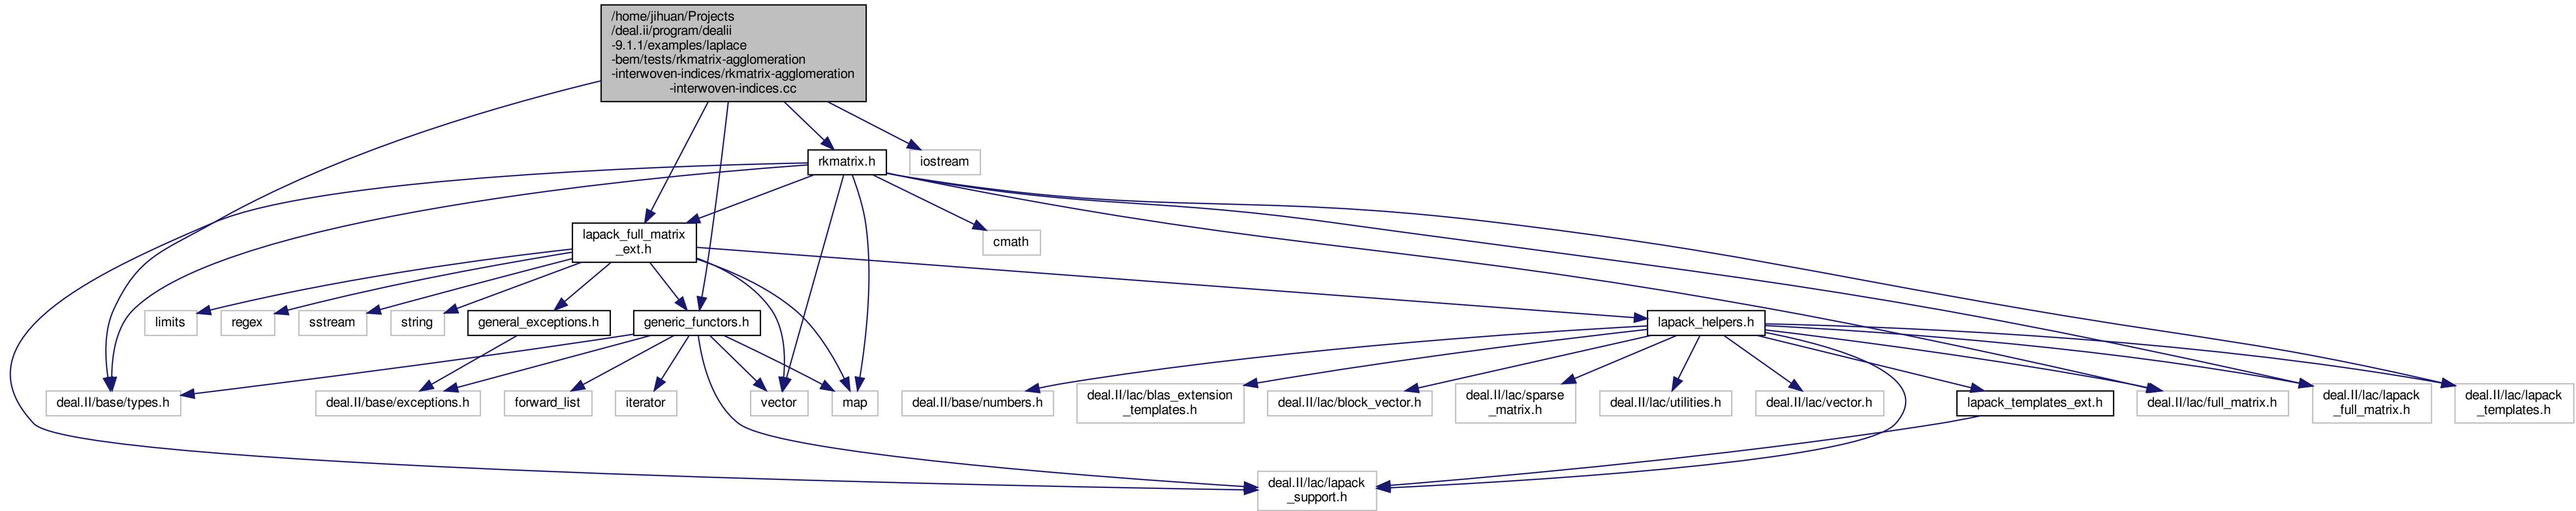 /home/jihuan/Projects
/deal.ii/program/dealii
-9.1.1/examples/laplace
-bem/tests/rkmatrix-agglomeration
-interwoven-indices/rkmatrix-agglomeration
-interwoven-indices.cc
rkmatrix.h
iostream
lapack_full_matrix
_ext.h
cmath
limits
regex
sstream
string
general_exceptions.h
generic_functors.h
lapack_helpers.h
deal.II/base/types.h
deal.II/base/exceptions.h
forward_list
iterator
vector
map
deal.II/base/numbers.h
deal.II/lac/blas_extension
_templates.h
deal.II/lac/block_vector.h
deal.II/lac/sparse
_matrix.h
deal.II/lac/utilities.h
deal.II/lac/vector.h
lapack_templates_ext.h
deal.II/lac/full_matrix.h
deal.II/lac/lapack
_full_matrix.h
deal.II/lac/lapack
_templates.h
deal.II/lac/lapack
_support.h